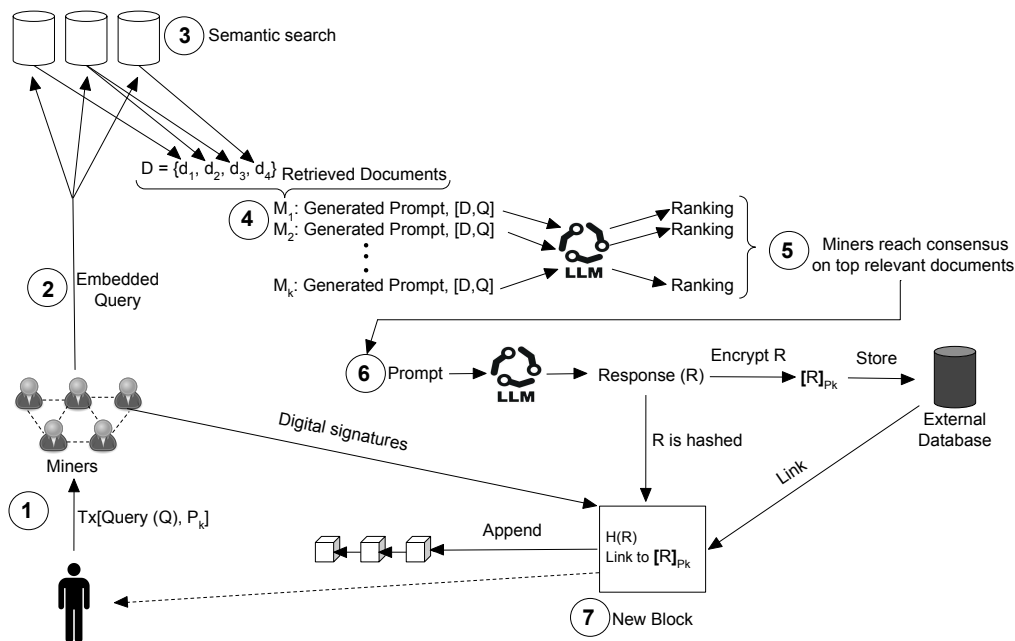 3 Semantic search
D = {d1, d2, d3, d4} Retrieved Documents
4
M1: Generated Prompt, [D,Q]
M2: Generated Prompt, [D,Q]
Mk: Generated Prompt, [D,Q]
LLM
Ranking
Ranking
Ranking
5 Miners reach consensus
on top relevant documents
2 Embedded
Query
6 Prompt
LLM
Response (R)
Encrypt R
[R]Pk
Store
External
Database
Miners
Digital signatures
R is hashed
Link
1
Tx[Query (Q), Pk]
Append
H(R)
Link to [R]Pk
7 New Block